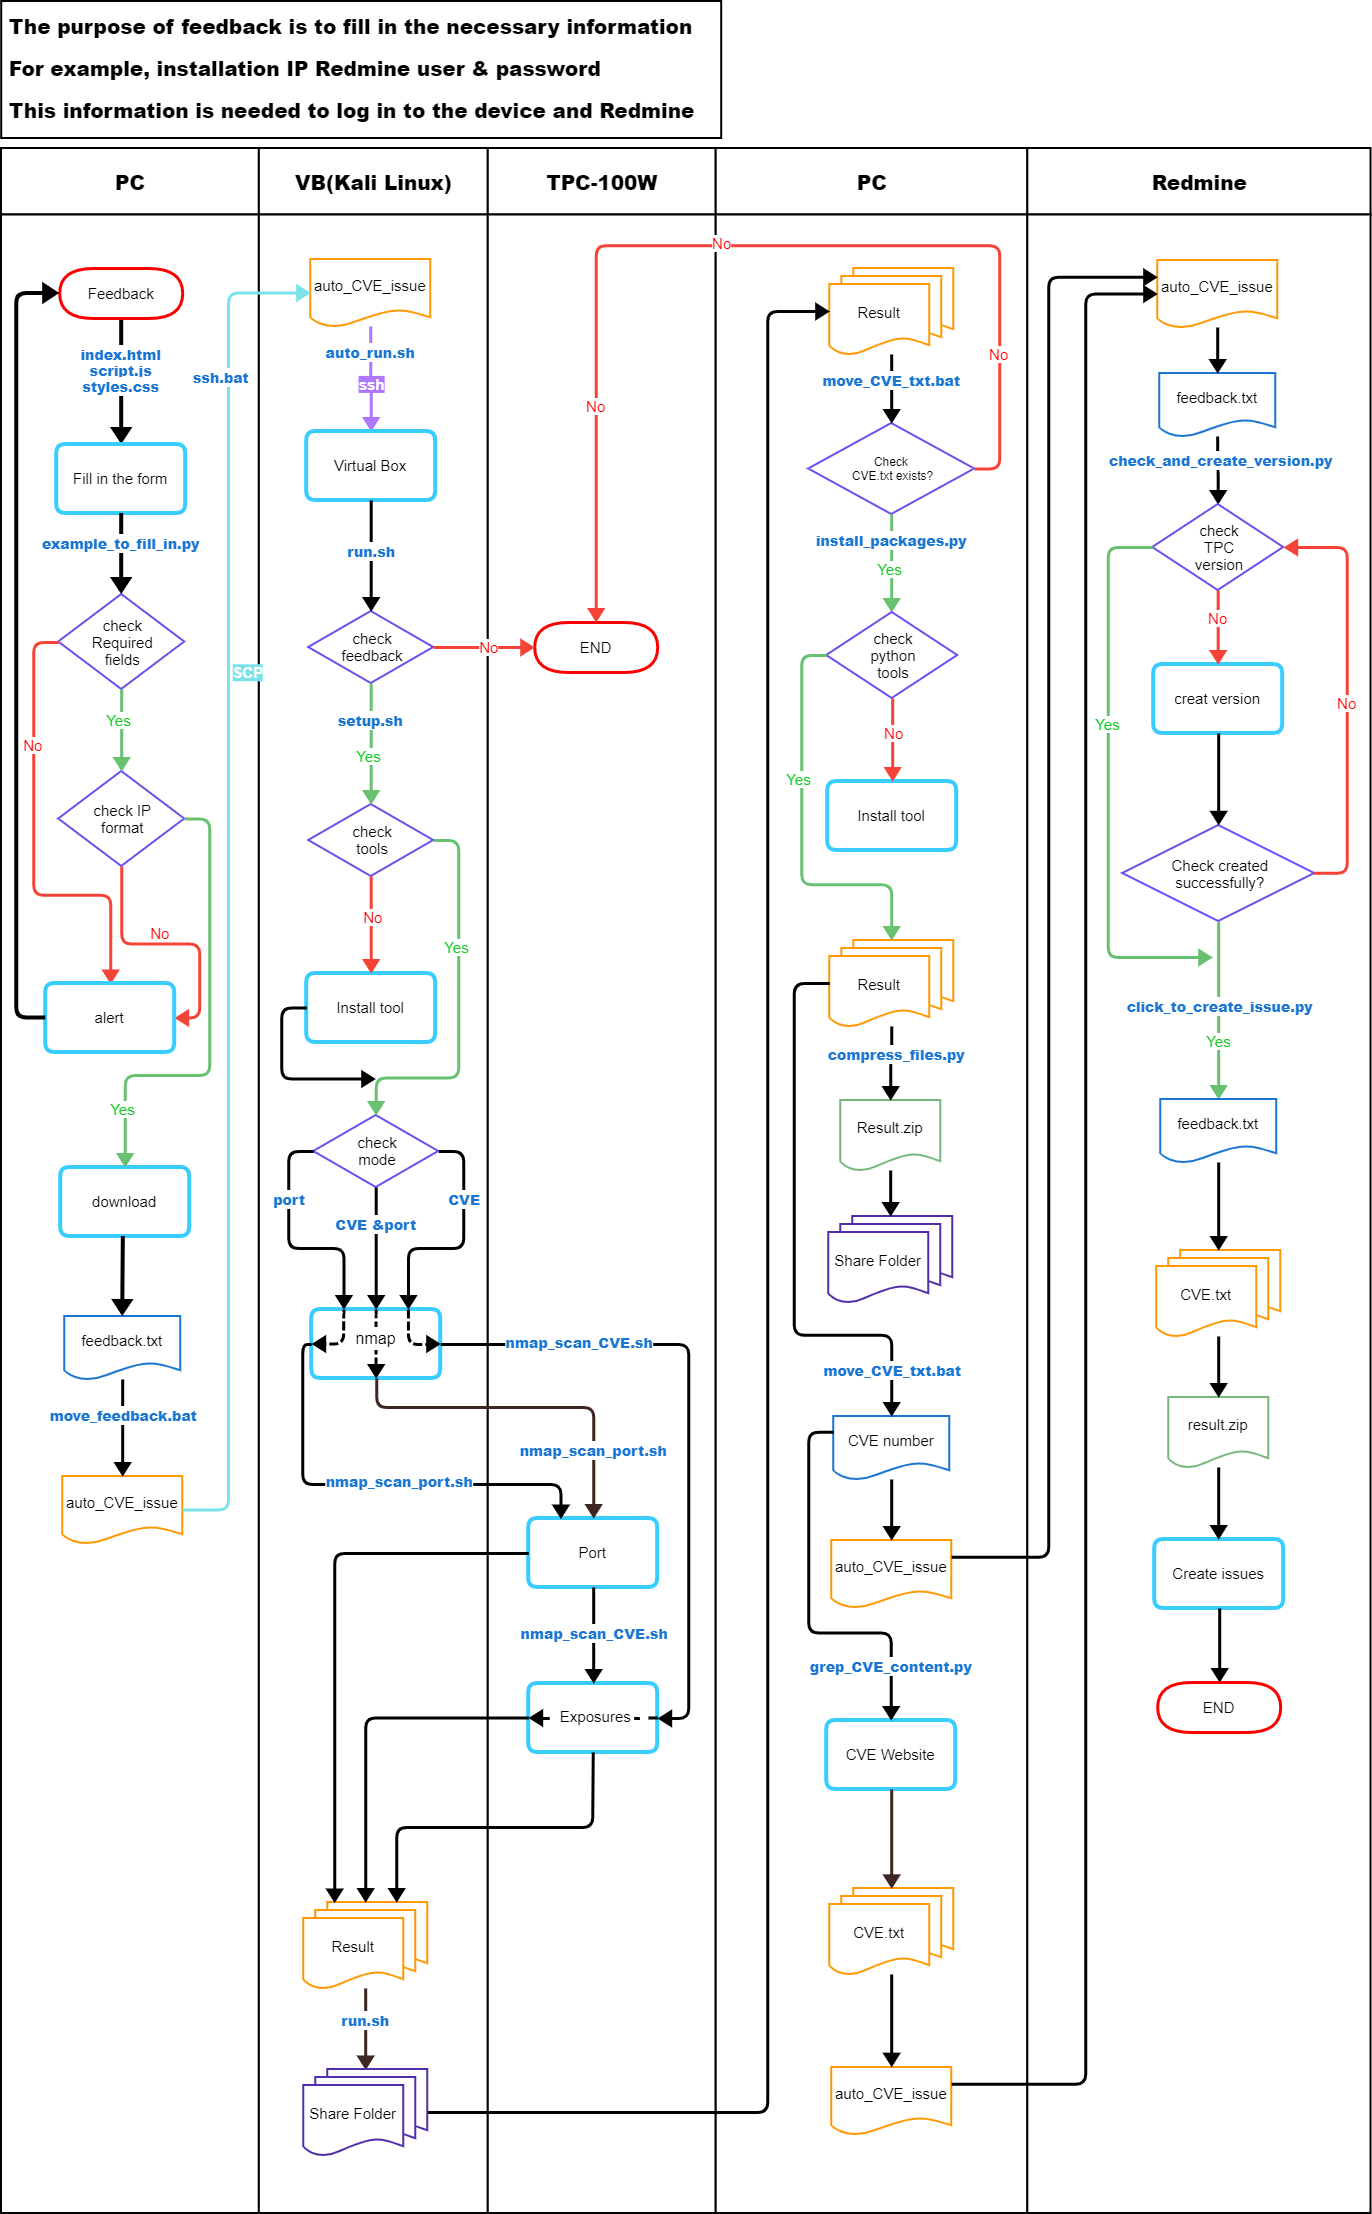 The purpose of feedback is to fill in the necessary information
For example, installation IP Redmine user & password
This information is needed to log in to the device and Redmine
PC
VB(Kali Linux)
TPC-100W
PC
Redmine
Feedback
index.html
script.js
styles.css
Fill in the form
example_to_fill_in.py
check
Required
fields
No
Yes
check IP
format
No
alert
Yes
download
feedback.txt
move_feedback.bat
auto_CVE_issue
ssh.bat
SCP
auto_CVE_issue
auto_run.sh
ssh
Virtual Box
run.sh
check
feedback
No
setup.sh
Yes
check
tools
No
Yes
Install tool
check
mode
port
CVE &port
CVE
nmap
nmap_scan_CVE.sh
nmap_scan_port.sh
nmap_scan_port.sh
Result
run.sh
Share Folder
No
No
No
END
Port
nmap_scan_CVE.sh
Exposures
Result
move_CVE_txt.bat
Check
CVE.txt exists?
install_packages.py
Yes
check
python
tools
No
Yes
Install tool
Result
compress_files.py
Result.zip
Share Folder
move_CVE_txt.bat
CVE number
auto_CVE_issue
grep_CVE_content.py
CVE Website
CVE.txt
auto_CVE_issue
auto_CVE_issue
feedback.txt
check_and_create_version.py
check
TPC
version
No
creat version
No
Yes
Check created
successfully?
click_to_create_issue.py
Yes
feedback.txt
CVE.txt
result.zip
Create issues
END